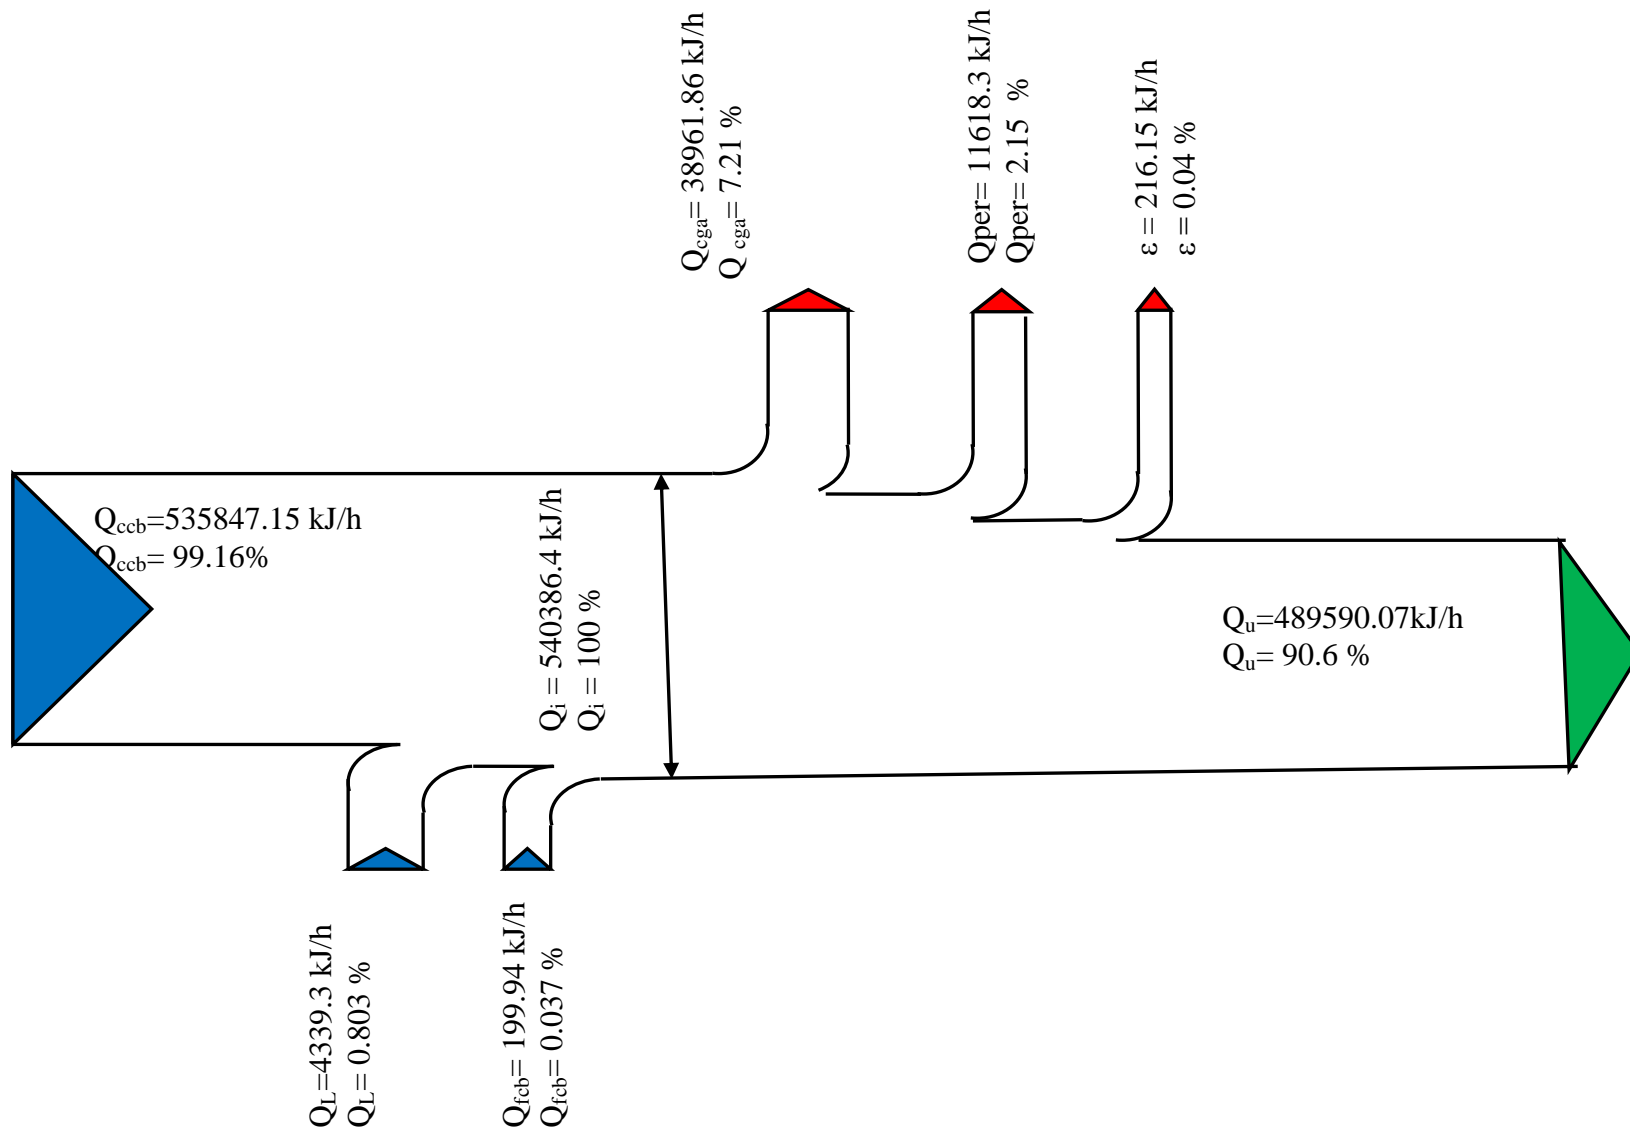 Qcga= 38961.86 kJ/h
Q cga= 7.21 %
Qper= 11618.3 kJ/h
Qper= 2.15 %
ε = 216.15 kJ/h
ε = 0.04 %
Qccb=535847.15 kJ/h
Qccb= 99.16%
Qi = 540386.4 kJ/h
Qi = 100 %
Qu=489590.07kJ/h
Qu= 90.6 %
QL=4339.3 kJ/h
QL= 0.803 %
Qfcb= 199.94 kJ/h
Qfcb= 0.037 %